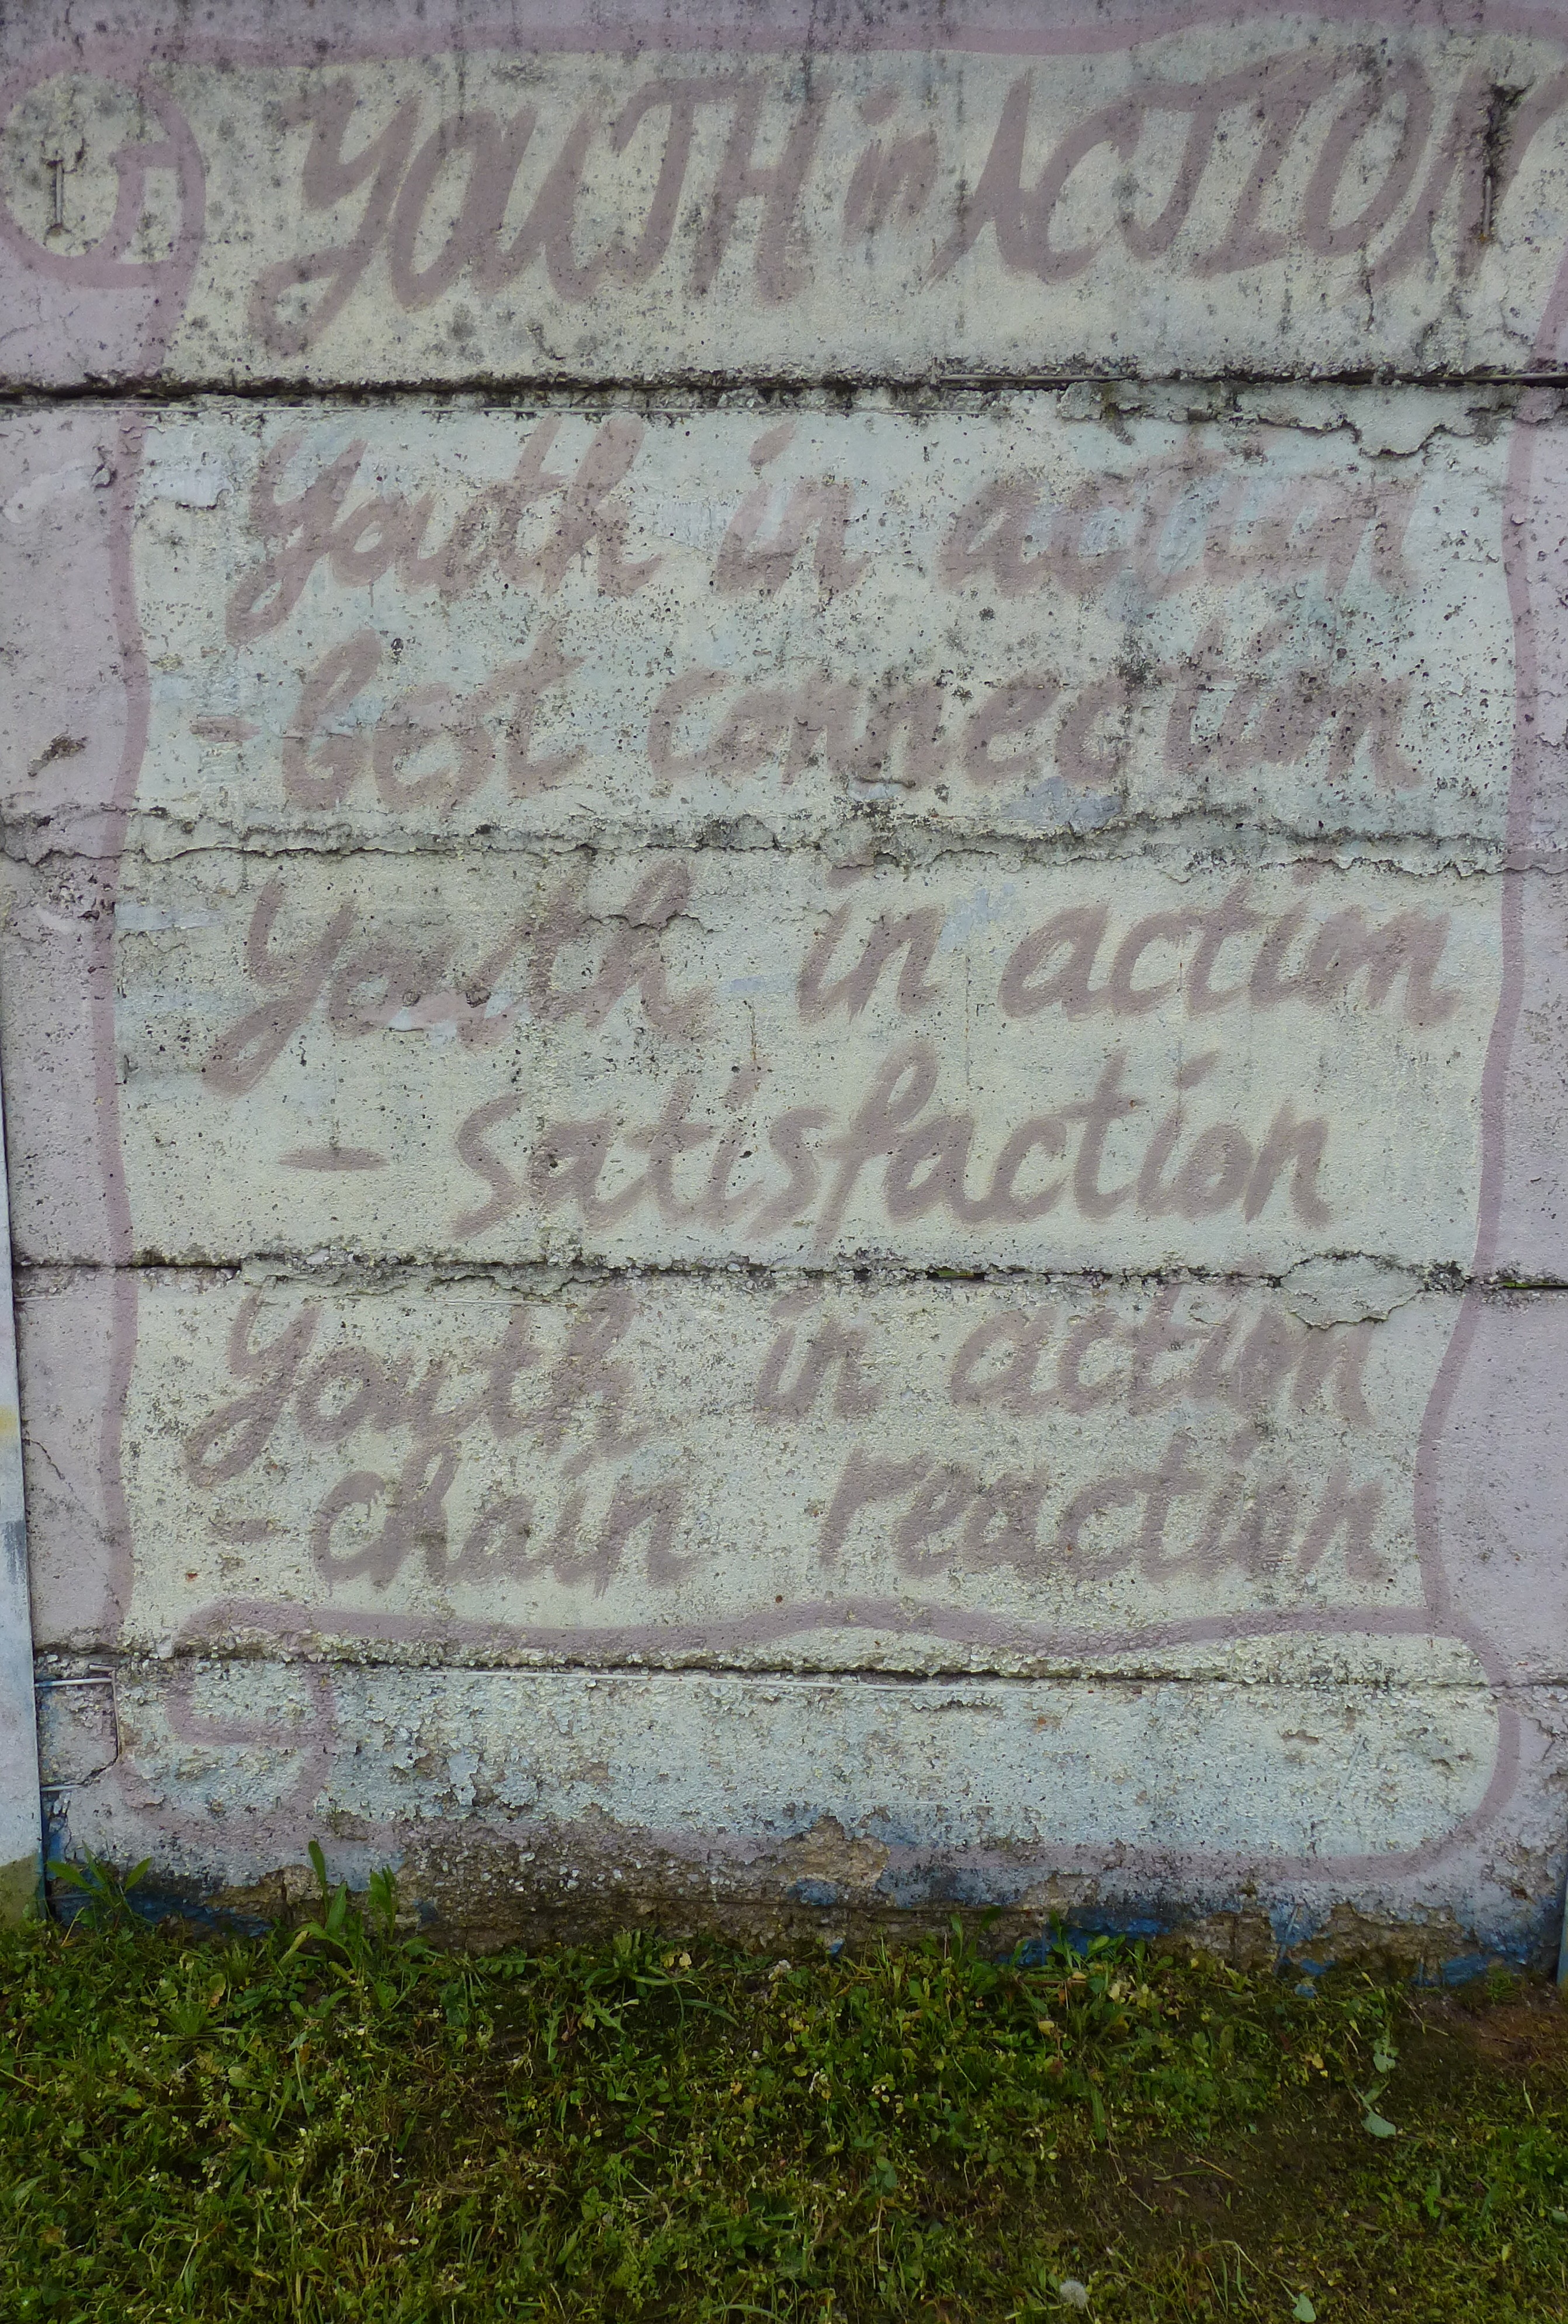 YOUTH in ACTION
Youth in action
- best connection
Youth in action
- satisfaction
Youth in action
- chain reaction